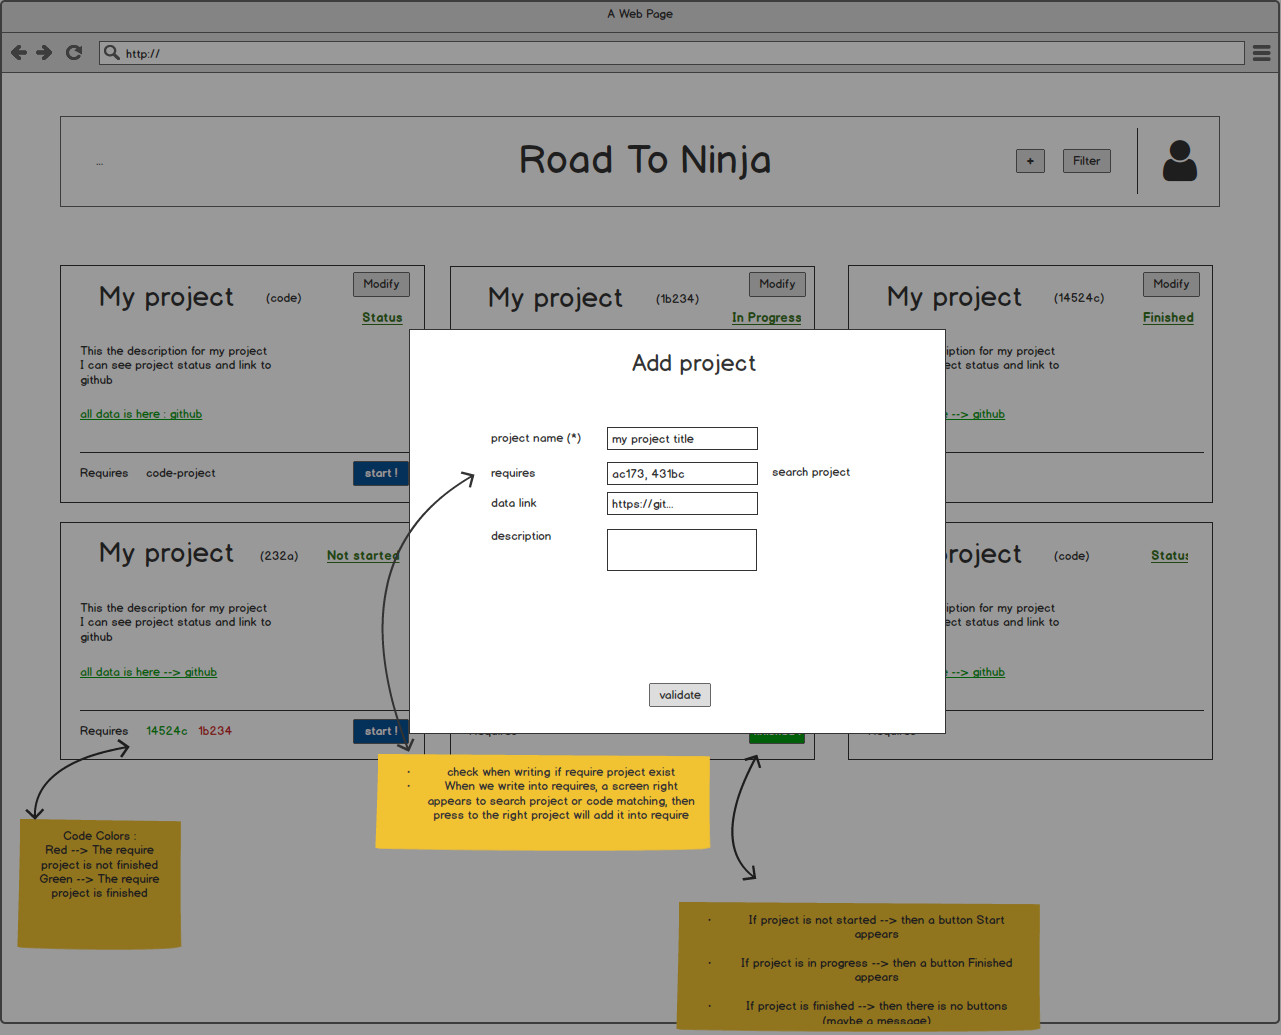 A Web Page
http://
...
Road To Ninja
+
Filter
My project
(code)
Modify
Status
This the description for my project
I can see project status and link to
github
all data is here : github
Requires
code-project
start !
My project
(1b234)
Modify
In Progress
My project
(14524c)
Modify
Finished
iption for my project
ect status and link to
--> github
Add project
project name (*)
my project title
requires
ac173, 431bc
search project
data link
https://git...
description
validate
My project
(232a)
Not started
This the description for my project
I can see project status and link to
github
all data is here --> github
Requires
14524c
1b234
start !
roject
(code)
Status
iption for my project
ect status and link to
--> github
Code Colors :
Red --> The require
project is not finished
Green --> The require
project is finished
· check when writing if require project exist
· When we write into requires, a screen right
appears to search project or code matching, then
press to the right project will add it into require
· If project is not started --> then a button Start
appears
· If project is in progress --> then a button Finished
appears
· If project is finished --> then there is no buttons
(maybe a message)